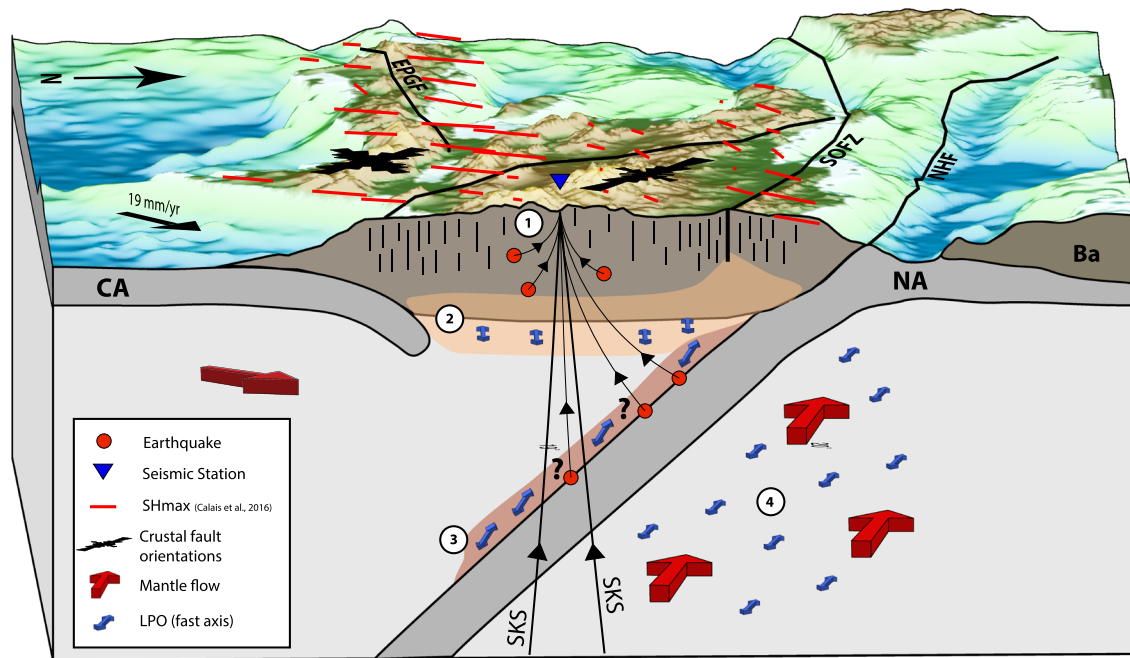 N
EPGF
SOFZ
NHF
19 mm/yr
1
CA
NA
Ba
2
?
?
3
4
SKS
SKS
Earthquake
Seismic Station
SHmax (Calais et al., 2016)
Crustal fault
orientations
Mantle flow
LPO (fast axis)